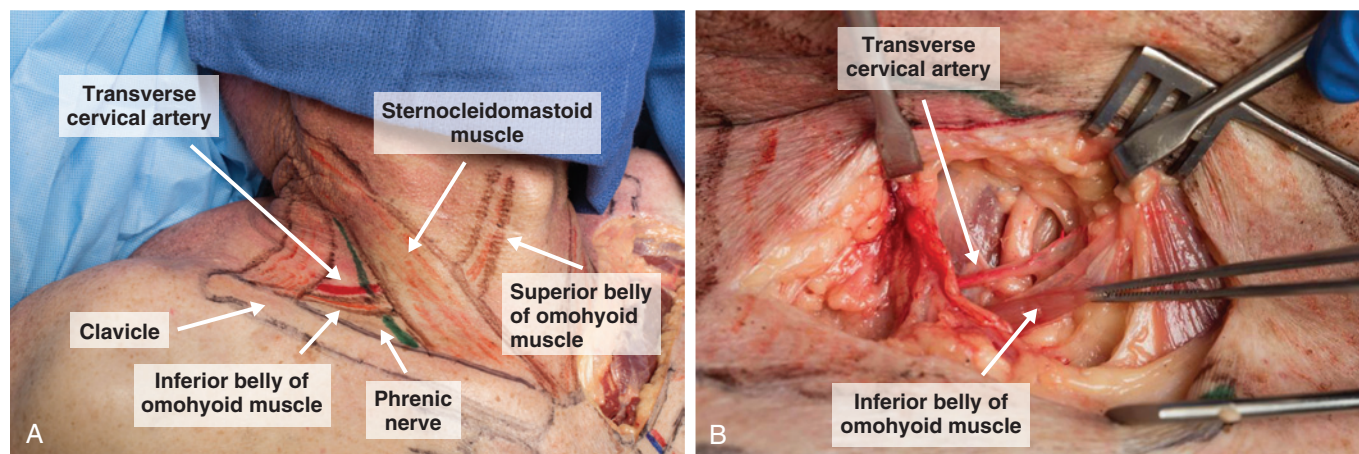 Transverse
cervical artery
Sternocleidomastoid
muscle
Superior belly
of omohyoid
muscle
Clavicle
Inferior belly of
omohyoid muscle
Phrenic
nerve
A
Transverse
cervical artery
Inferior belly of
omohyoid muscle
B